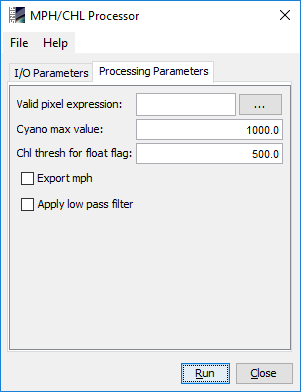 MPH/CHL Processor
File Help
I/O Parameters Processing Parameters
Valid pixel expression: ...
Cyano max value: 1000.0
Chl thresh for float flag: 500.0
Export mph
Apply low pass filter
Run Close